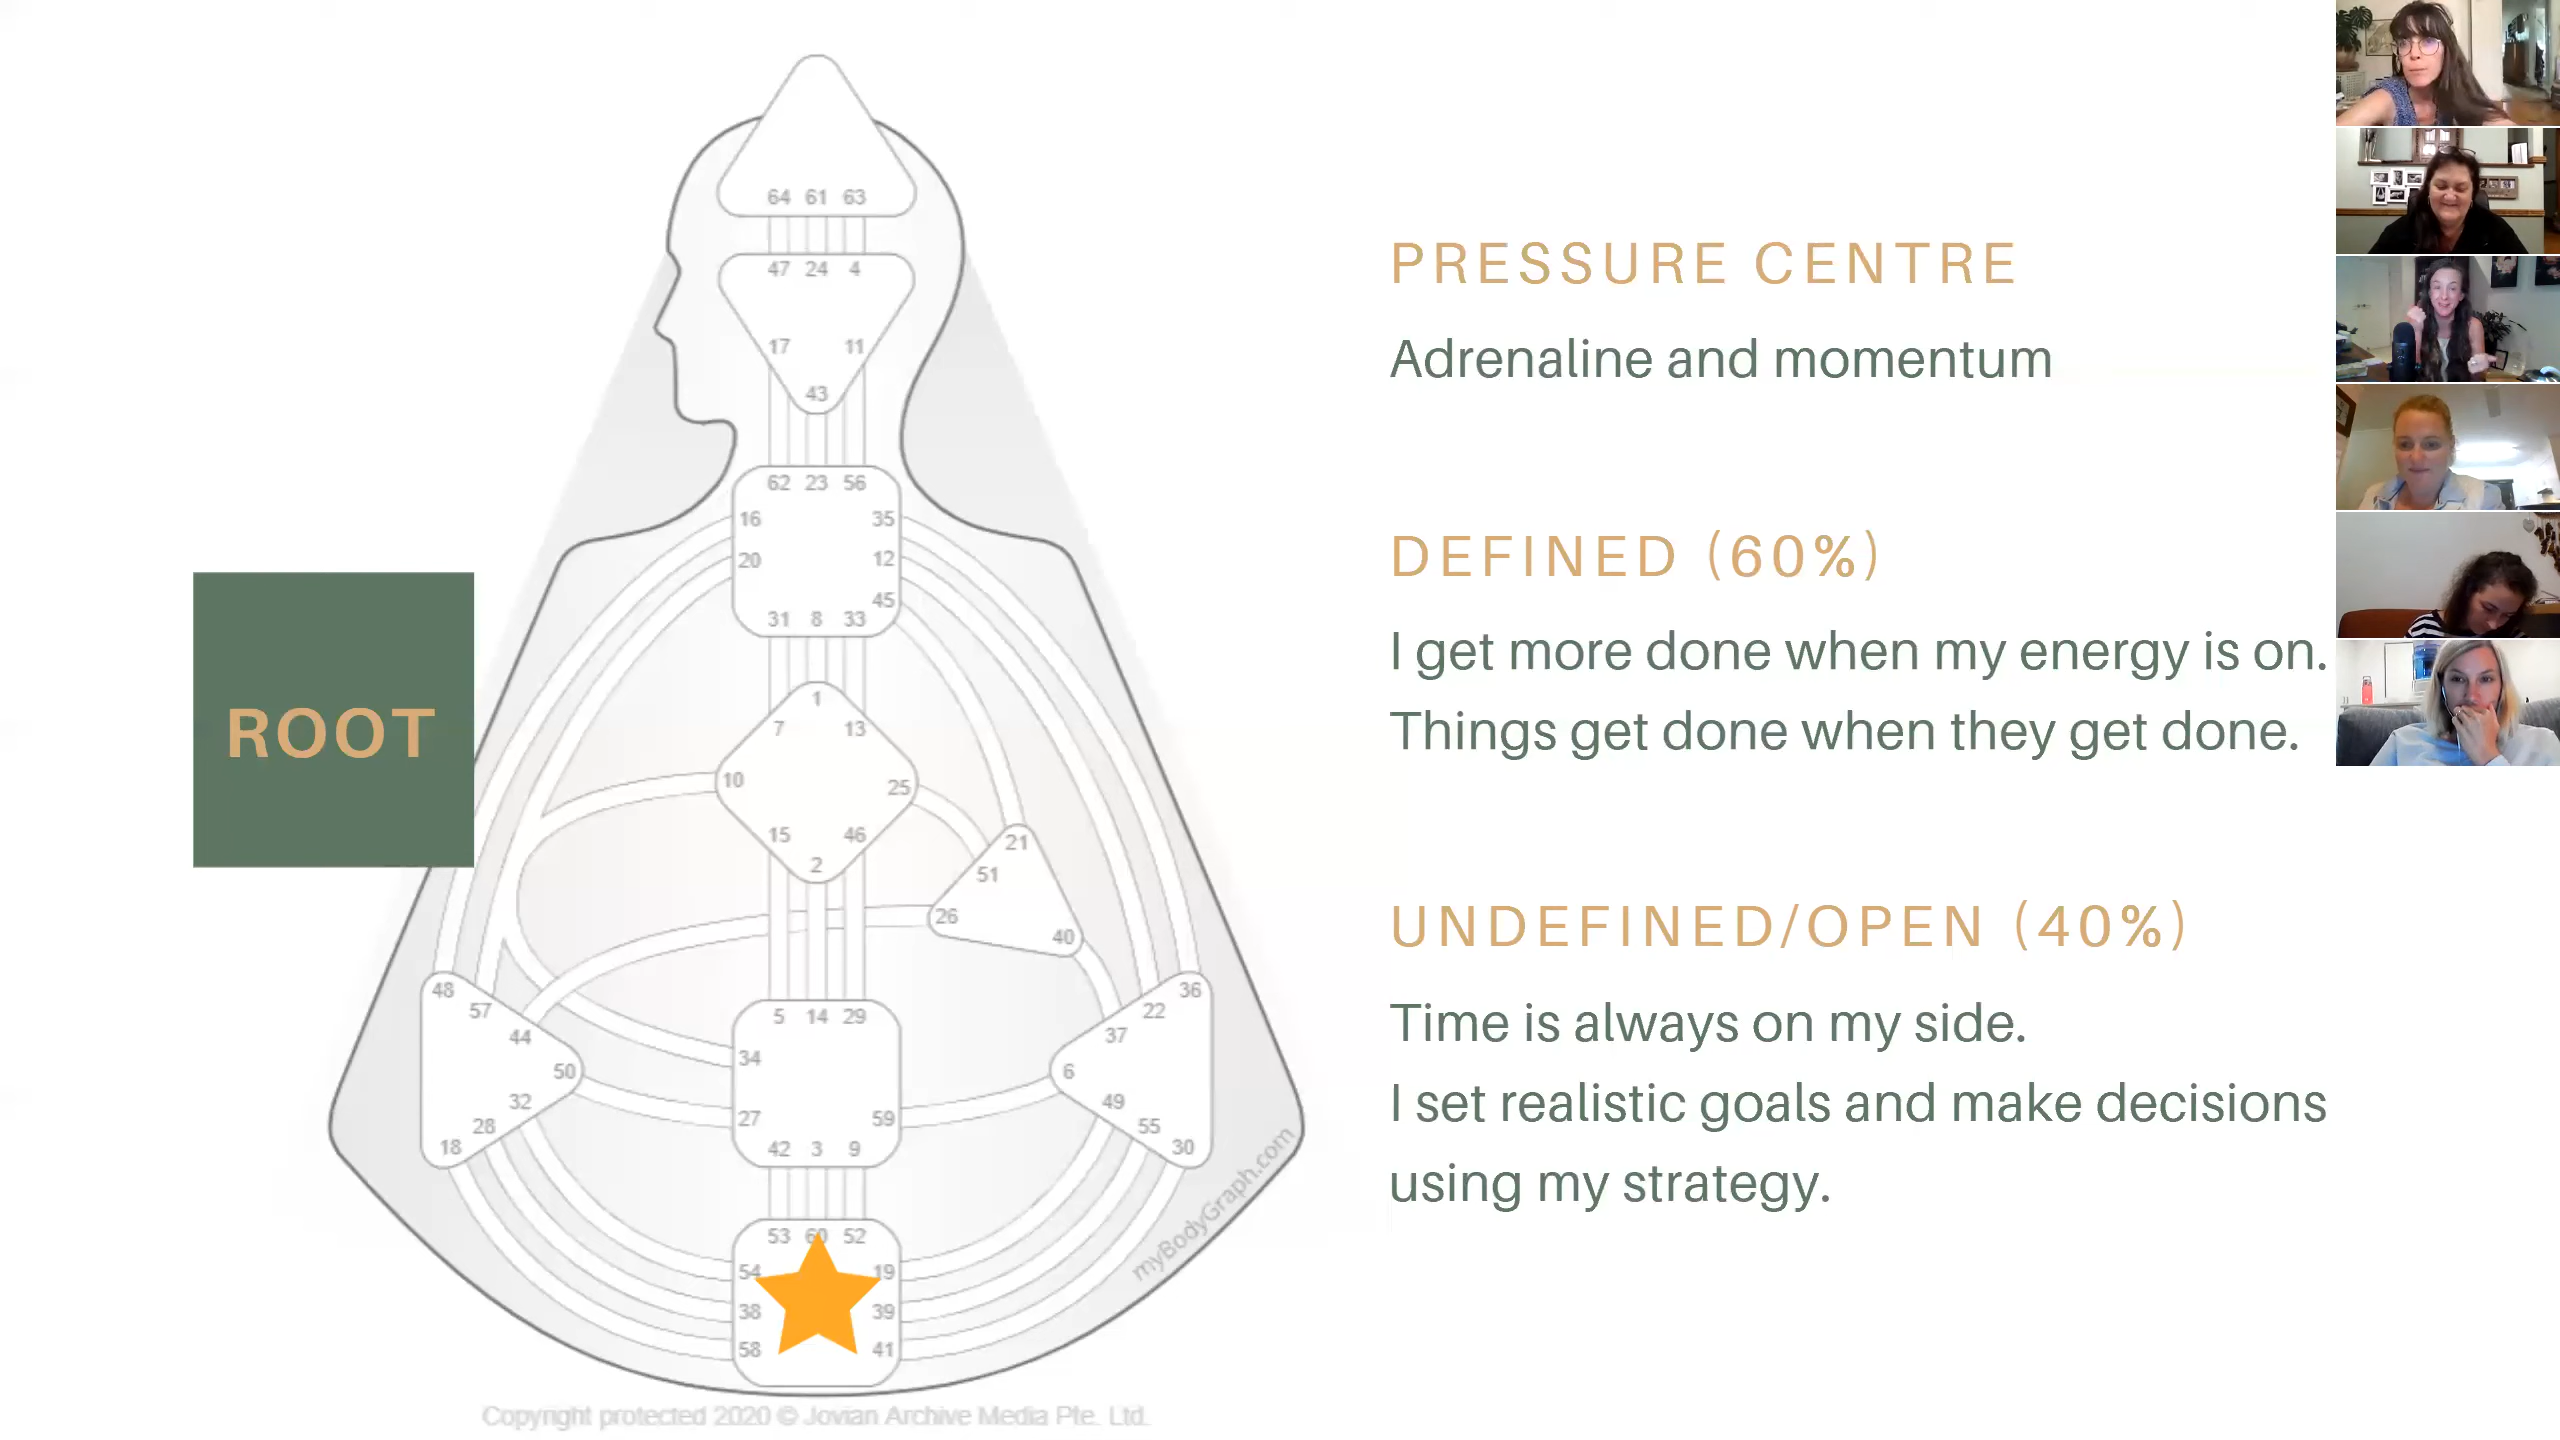 64 61 63
47 24 4
17 11
43
62 23 56
16 35
20 12
45
31 8 33
ROOT
1
7 13
10 25
15 46
2
21
51
26
40
48 36
57 22
44 37
50 6
32 49
28 55
18 30
5 14 29
34
27 59
42 3 9
53 60 52
54 19
38 39
58 41
myBodyGraph.com
Copyright protected 2020 © Jovian Archive Media Pte. Ltd.
PRESSURE CENTRE
Adrenaline and momentum
DEFINED (60%)
I get more done when my energy is on.
Things get done when they get done.
UNDEFINED/OPEN (40%)
Time is always on my side.
I set realistic goals and make decisions
using my strategy.